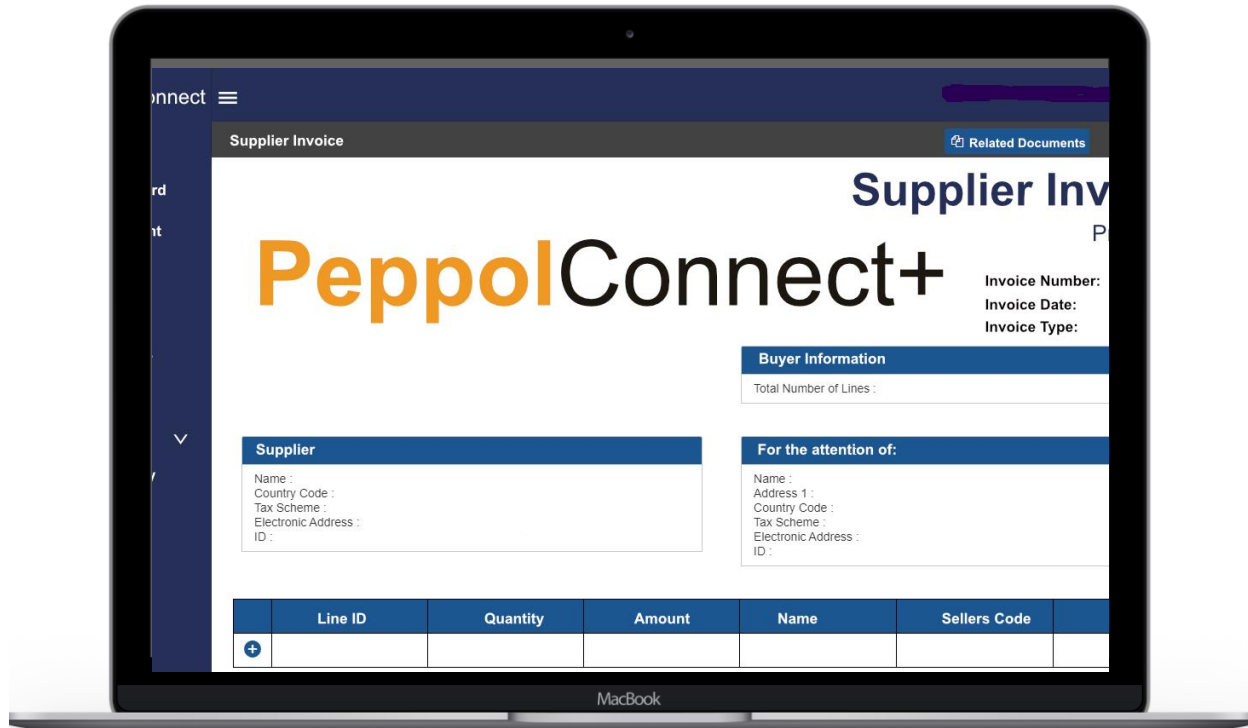 onnect
Supplier Invoice
Related Documents
rd
nt
Supplier Inv
P
PeppolConnect+
Invoice Number:
Invoice Date:
Invoice Type:
Buyer Information
Total Number of Lines :
Supplier
Name :
Country Code :
Tax Scheme :
Electronic Address :
ID :
For the attention of:
Name :
Address 1 :
Country Code :
Tax Scheme :
Electronic Address :
ID :
Line ID Quantity Amount Name Sellers Code
MacBook